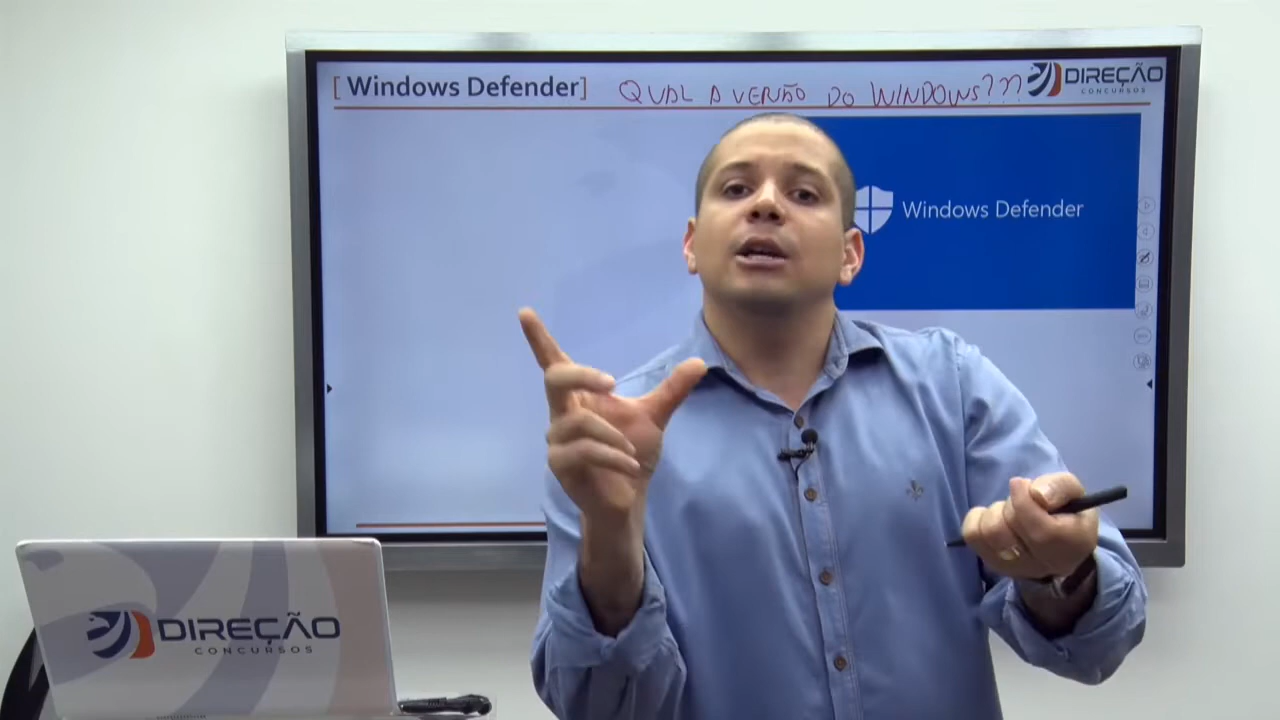 [ Windows Defender]
QUAL A VERSÃO DO WINDOWS???
DIREÇÃO
CONCURSOS
Windows Defender
DIREÇÃO
CONCURSOS